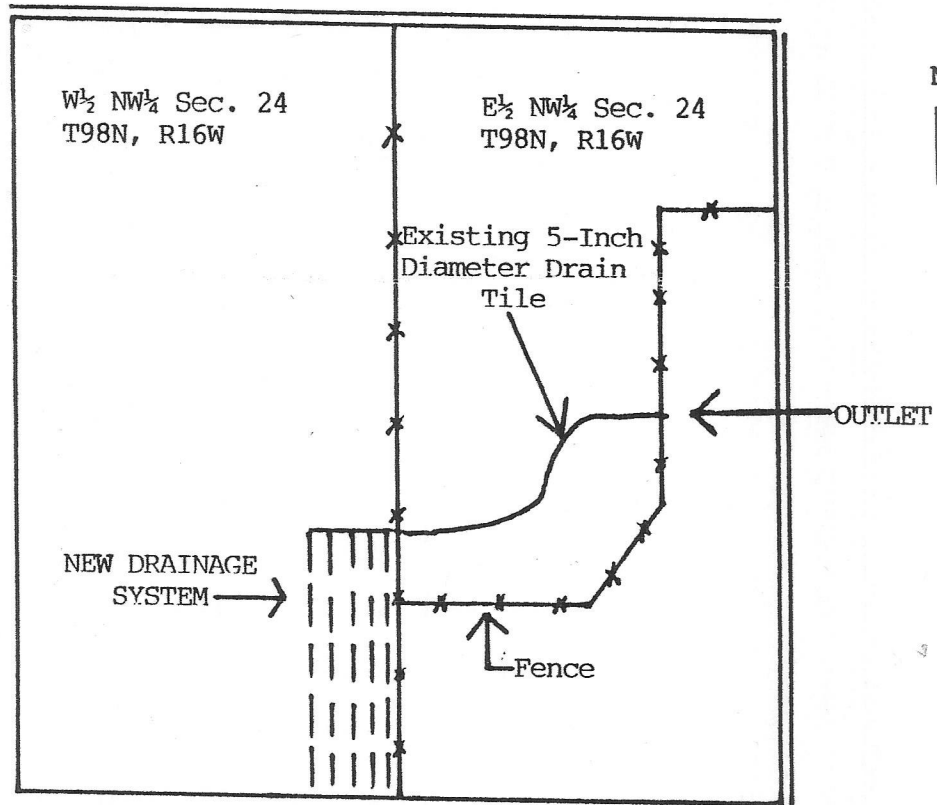 W½ NW¼ Sec. 24
T98N, R16W
E½ NW¼ Sec. 24
T98N, R16W
Existing 5-Inch
Diameter Drain
Tile
OUTLET
NEW DRAINAGE
SYSTEM
Fence